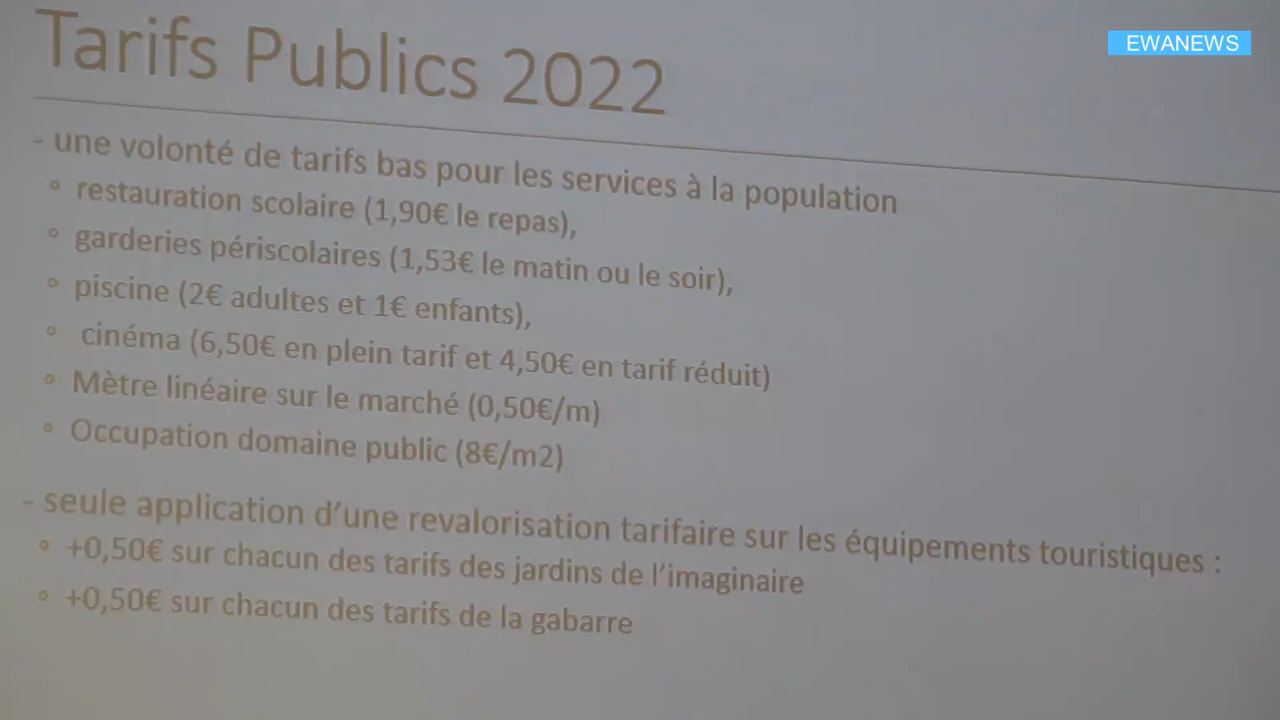 Tarifs Publics 2022
EWANEWS
- une volonté de tarifs bas pour les services à la population
° restauration scolaire (1,90€ le repas),
° garderies périscolaires (1,53€ le matin ou le soir),
° piscine (2€ adultes et 1€ enfants),
° cinéma (6,50€ en plein tarif et 4,50€ en tarif réduit)
° Mètre linéaire sur le marché (0,50€/m)
° Occupation domaine public (8€/m2)
- seule application d’une revalorisation tarifaire sur les équipements touristiques :
° +0,50€ sur chacun des tarifs des jardins de l’imaginaire
° +0,50€ sur chacun des tarifs de la gabarre